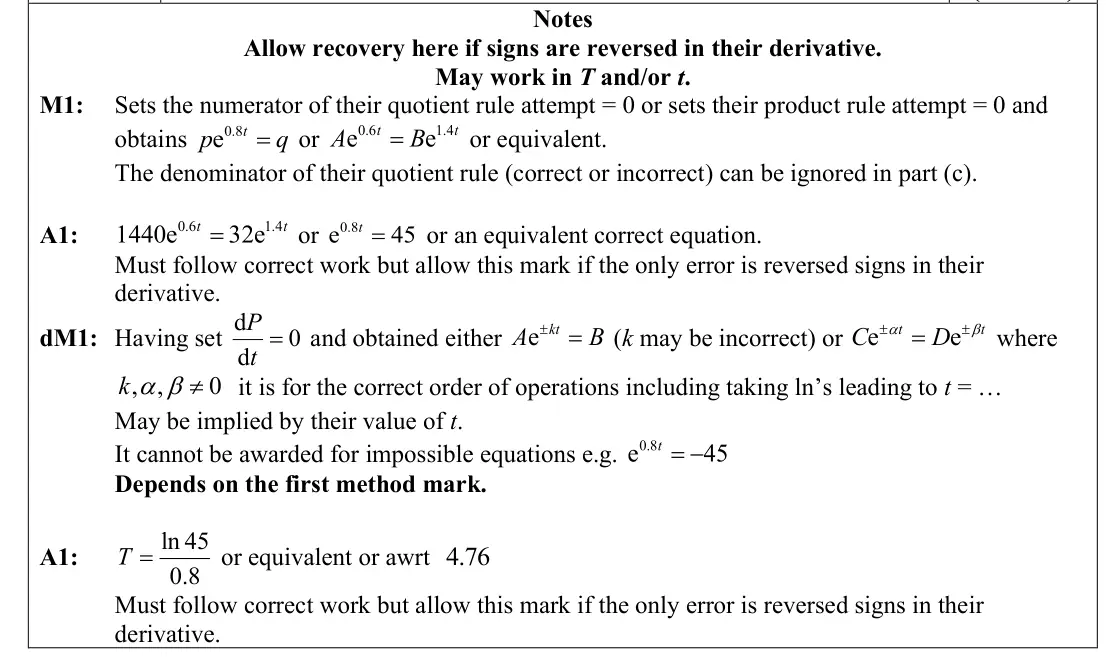 Notes
Allow recovery here if signs are reversed in their derivative.
May work in T and/or t.
M1: Sets the numerator of their quotient rule attempt = 0 or sets their product rule attempt = 0 and
obtains pe^{0.8t} = q or Ae^{0.6t} = Be^{1.4t} or equivalent.
The denominator of their quotient rule (correct or incorrect) can be ignored in part (c).
A1: 1440e^{0.6t} = 32e^{1.4t} or e^{0.8t} = 45 or an equivalent correct equation.
Must follow correct work but allow this mark if the only error is reversed signs in their
derivative.
dM1: Having set dP/dt = 0 and obtained either Ae^{±kt} = B (k may be incorrect) or Ce^{±αt} = De^{±βt} where
k, α, β ≠ 0 it is for the correct order of operations including taking ln’s leading to t = …
May be implied by their value of t.
It cannot be awarded for impossible equations e.g. e^{0.8t} = −45
Depends on the first method mark.
A1: T = ln 45/0.8 or equivalent or awrt 4.76
Must follow correct work but allow this mark if the only error is reversed signs in their
derivative.